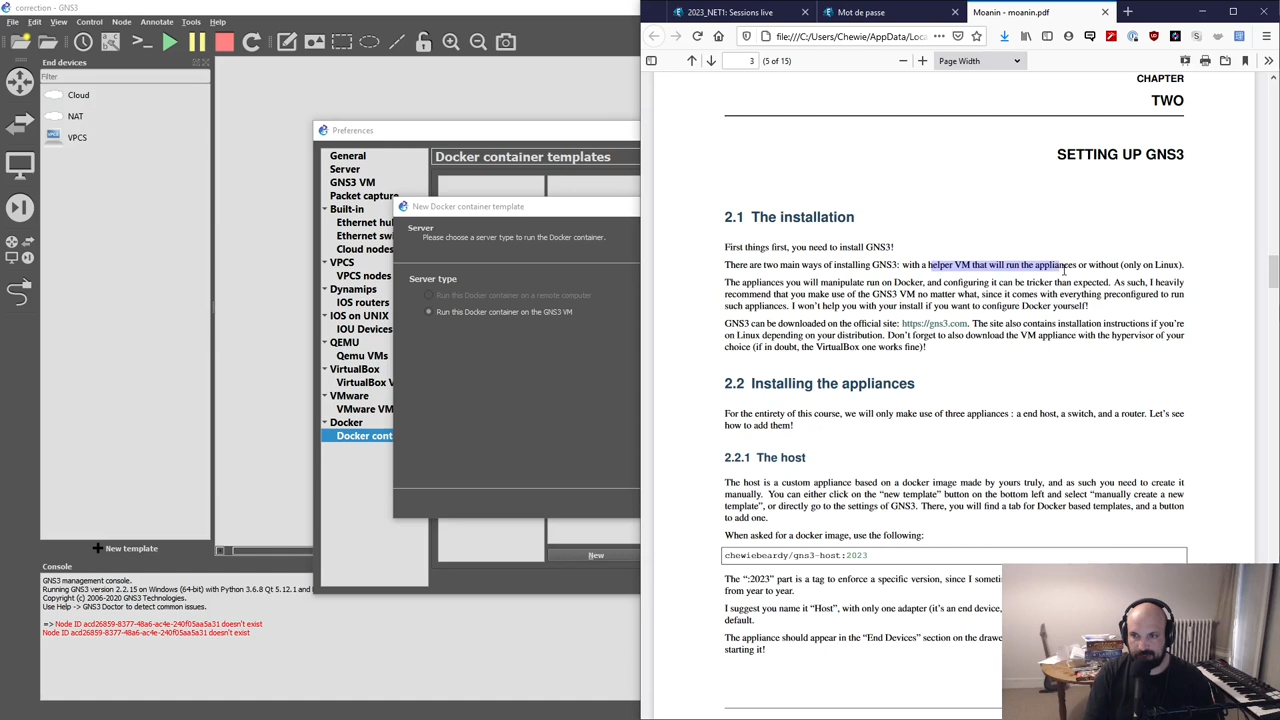 correction - GNS3
File Edit View Control Node Annotate Tools Help
End devices
Filter
Cloud
NAT
VPCS
New template
Console
GNS3 management console.
Running GNS3 version 2.2.15 on Windows (64-bit) with Python 3.6.8 Qt 5.12.1 and
Copyright (c) 2006-2020 GNS3 Technologies.
Use Help -> GNS3 Doctor to detect common issues.
=> Node ID acd26859-8377-48a6-ac4e-240f05aa5a31 doesn't exist
Node ID acd26859-8377-48a6-ac4e-240f05aa5a31 doesn't exist
Preferences
General
Server
GNS3 VM
Packet capture
Built-in
Ethernet hu
Ethernet sw
Cloud nodes
VPCS
VPCS nodes
Dynamips
IOS routers
IOS on UNIX
IOU Devices
QEMU
Qemu VMs
VirtualBox
VirtualBox V
VMware
VMware VM
Docker
Docker cont
Docker container templates
New
New Docker container template
Server
Please choose a server type to run the Docker container.
Server type
Run this Docker container on a remote computer
Run this Docker container on the GNS3 VM
2023_NET1: Sessions live
Mot de passe
Moanin - moanin.pdf
file:///C:/Users/Chewie/AppData/Loca
3 (5 of 15)
Page Width
CHAPTER
TWO
SETTING UP GNS3
2.1 The installation
First things first, you need to install GNS3!
There are two main ways of installing GNS3: with a helper VM that will run the appliances or without (only on Linux).
The appliances you will manipulate run on Docker, and configuring it can be tricker than expected. As such, I heavily
recommend that you make use of the GNS3 VM no matter what, since it comes with everything preconfigured to run
such appliances. I won't help you with your install if you want to configure Docker yourself!
GNS3 can be downloaded on the official site: https://gns3.com. The site also contains installation instructions if you're
on Linux depending on your distribution. Don't forget to also download the VM appliance with the hypervisor of your
choice (if in doubt, the VirtualBox one works fine)!
2.2 Installing the appliances
For the entirety of this course, we will only make use of three appliances : a end host, a switch, and a router. Let's see
how to add them!
2.2.1 The host
The host is a custom appliance based on a docker image made by yours truly, and as such you need to create it
manually. You can either click on the “new template” button on the bottom left and select “manually create a new
template”, or directly go to the settings of GNS3. There, you will find a tab for Docker based templates, and a button
to add one.
When asked for a docker image, use the following:
chewiebeardy/gns3-host:2023
The “:2023” part is a tag to enforce a specific version, since I someti
from year to year.
I suggest you name it “Host”, with only one adapter (it's an end device,
default.
The appliance should appear in the “End Devices” section on the drawe
starting it!